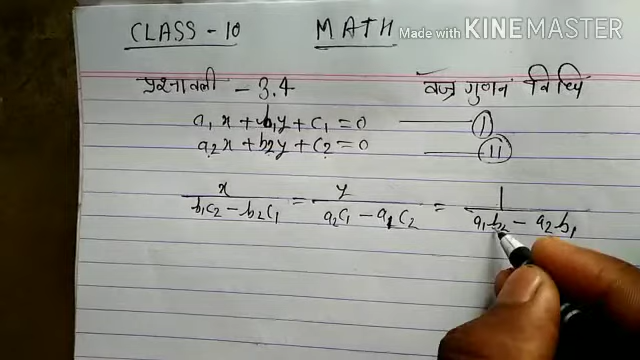 CLASS - 10 MATH
Made with KINEMASTER
प्रश्नावली - 3.4 वज्र गुणनं विधि
a₁x + b₁y + c₁ = 0 ——— (I)
a₂x + b₂y + c₂ = 0 ——— (II)
x/(b₁c₂ - b₂c₁) = y/(a₂c₁ - a₁c₂) = 1/(a₁b₂ - a₂b₁)